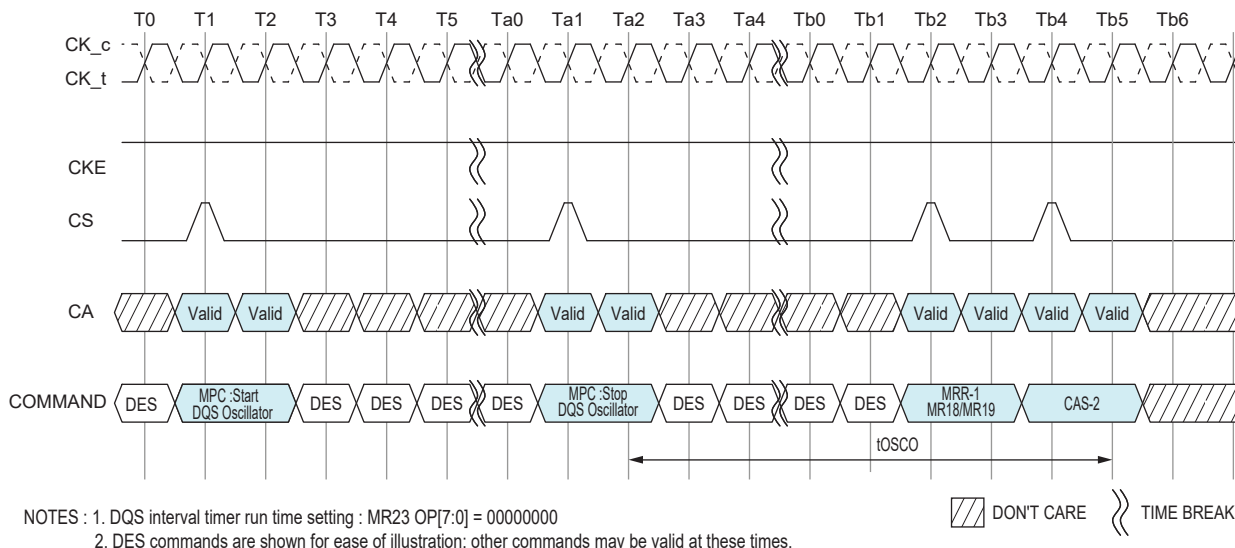 T0 T1 T2 T3 T4 T5 Ta0 Ta1 Ta2 Ta3 Ta4 Tb0 Tb1 Tb2 Tb3 Tb4 Tb5 Tb6
CK_c
CK_t
CKE
CS
CA Valid Valid Valid Valid Valid Valid Valid Valid
COMMAND DES MPC :Start DQS Oscillator DES DES DES DES MPC :Stop DQS Oscillator DES DES DES DES MRR-1 MR18/MR19 CAS-2
tOSCO
NOTES : 1. DQS interval timer run time setting : MR23 OP[7:0] = 00000000
2. DES commands are shown for ease of illustration; other commands may be valid at these times.
DON'T CARE TIME BREAK